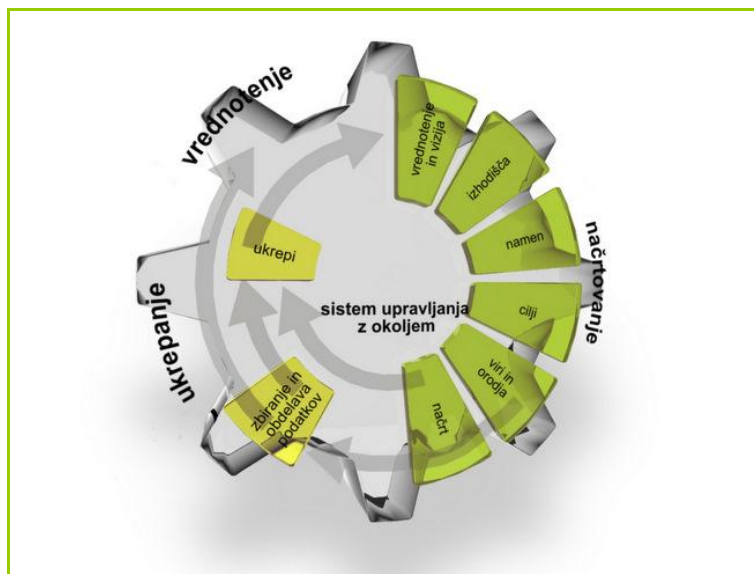 vrednotenje
vrednotenje
in vizija
izhodišča
namen
načrtovanje
cilji
viri in
orodja
načrt
sistem upravljanja
z okoljem
ukrepi
ukrepanje
zbiranje in
obdelava
podatkov